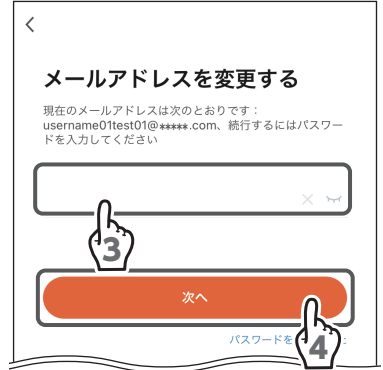 メールアドレスを変更する
現在のメールアドレスは次のとおりです：
username01test01@*****.com、続行するにはパスワー
ドを入力してください
3
次へ
パスワードを
4